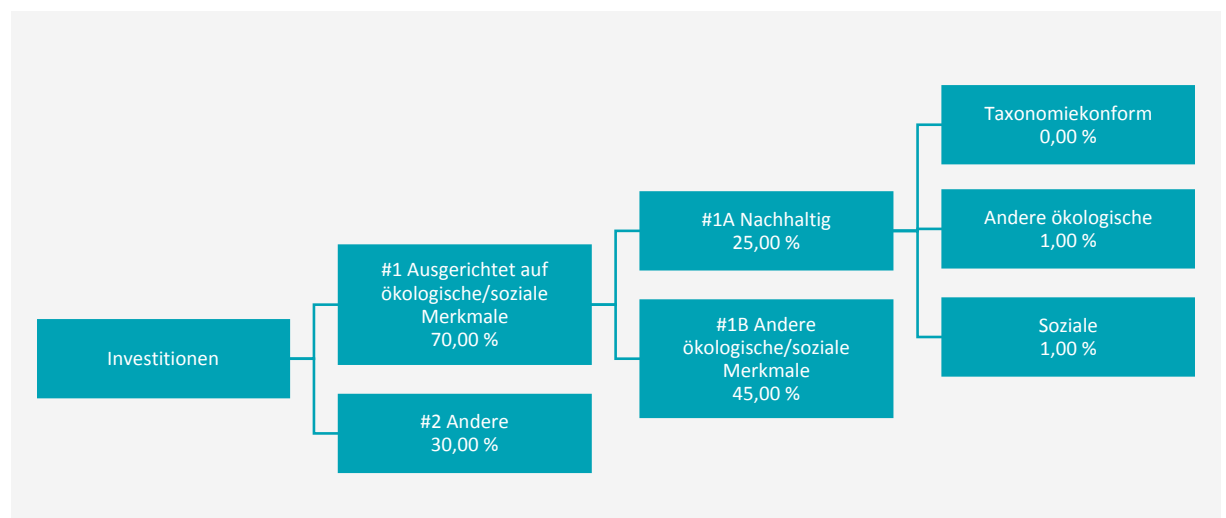 Investitionen
#1 Ausgerichtet auf
ökologische/soziale
Merkmale
70,00 %
#2 Andere
30,00 %
#1A Nachhaltig
25,00 %
#1B Andere
ökologische/soziale
Merkmale
45,00 %
Taxonomiekonform
0,00 %
Andere ökologische
1,00 %
Soziale
1,00 %